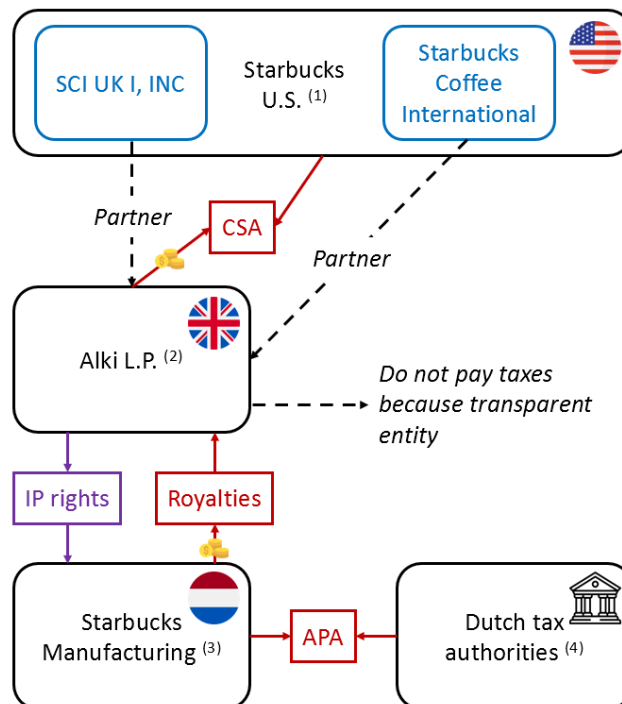 SCI UK I, INC
Starbucks
U.S. (1)
Starbucks
Coffee
International
Partner
CSA
Partner
Alki L.P. (2)
Do not pay taxes
because transparent
entity
IP rights
Royalties
Starbucks
Manufacturing (3)
APA
Dutch tax
authorities (4)